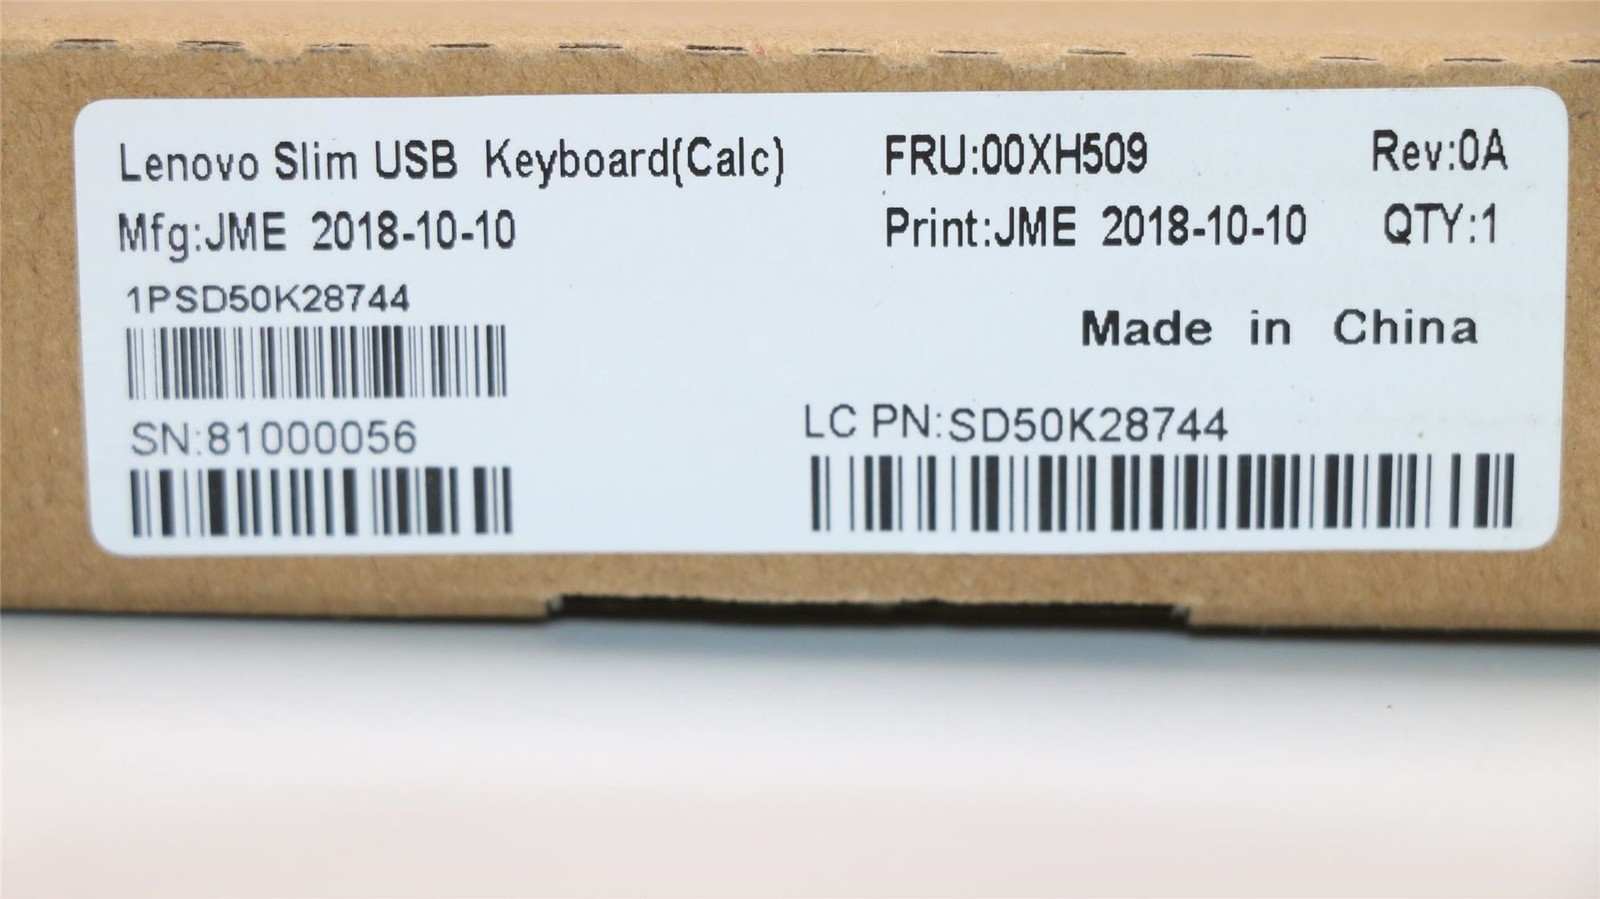 Lenovo Slim USB Keyboard(Calc) FRU:00XH509 Rev:0A
Mfg:JME 2018-10-10 Print:JME 2018-10-10 QTY:1
1PSD50K28744
Made in China
SN:81000056
LC PN:SD50K28744